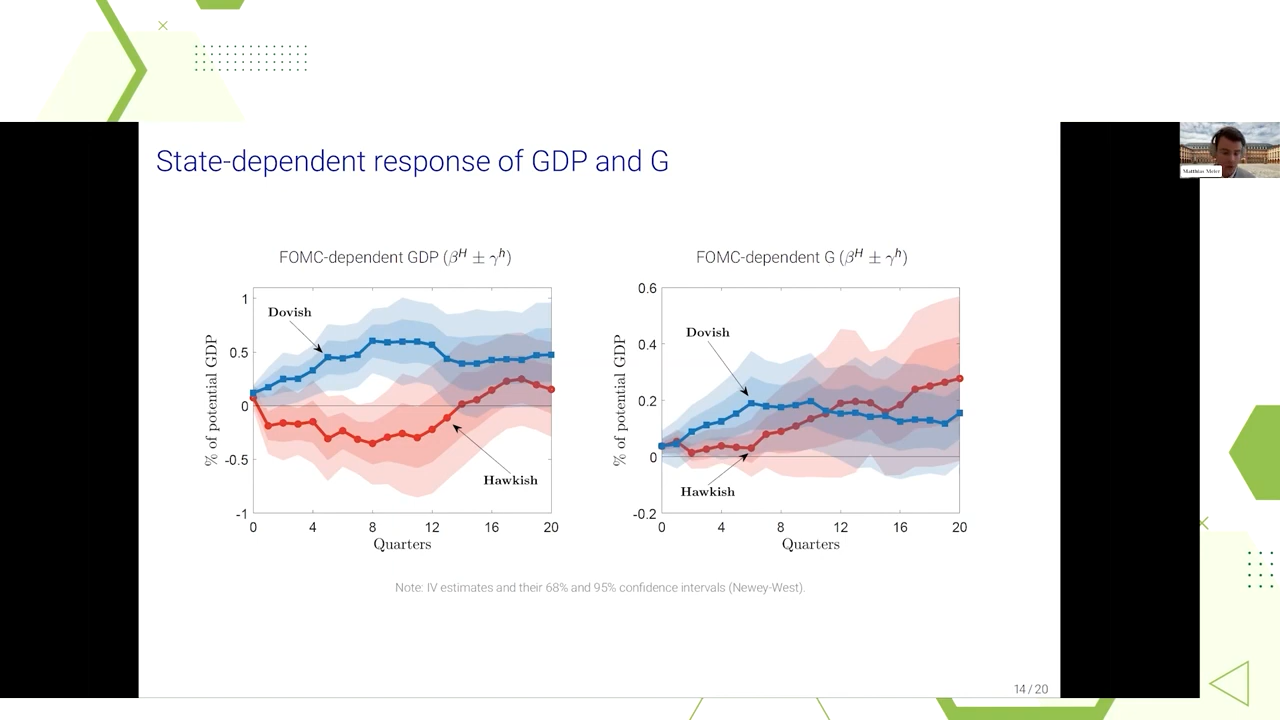 State-dependent response of GDP and G
Matthias Meier
FOMC-dependent GDP (β^H ± γ^h)
1
0.5
0
-0.5
-1
% of potential GDP
Dovish
Hawkish
0 4 8 12 16 20
Quarters
FOMC-dependent G (β^H ± γ^h)
0.6
0.4
0.2
0
-0.2
% of potential GDP
Dovish
Hawkish
0 4 8 12 16 20
Quarters
Note: IV estimates and their 68% and 95% confidence intervals (Newey-West).
14 / 20